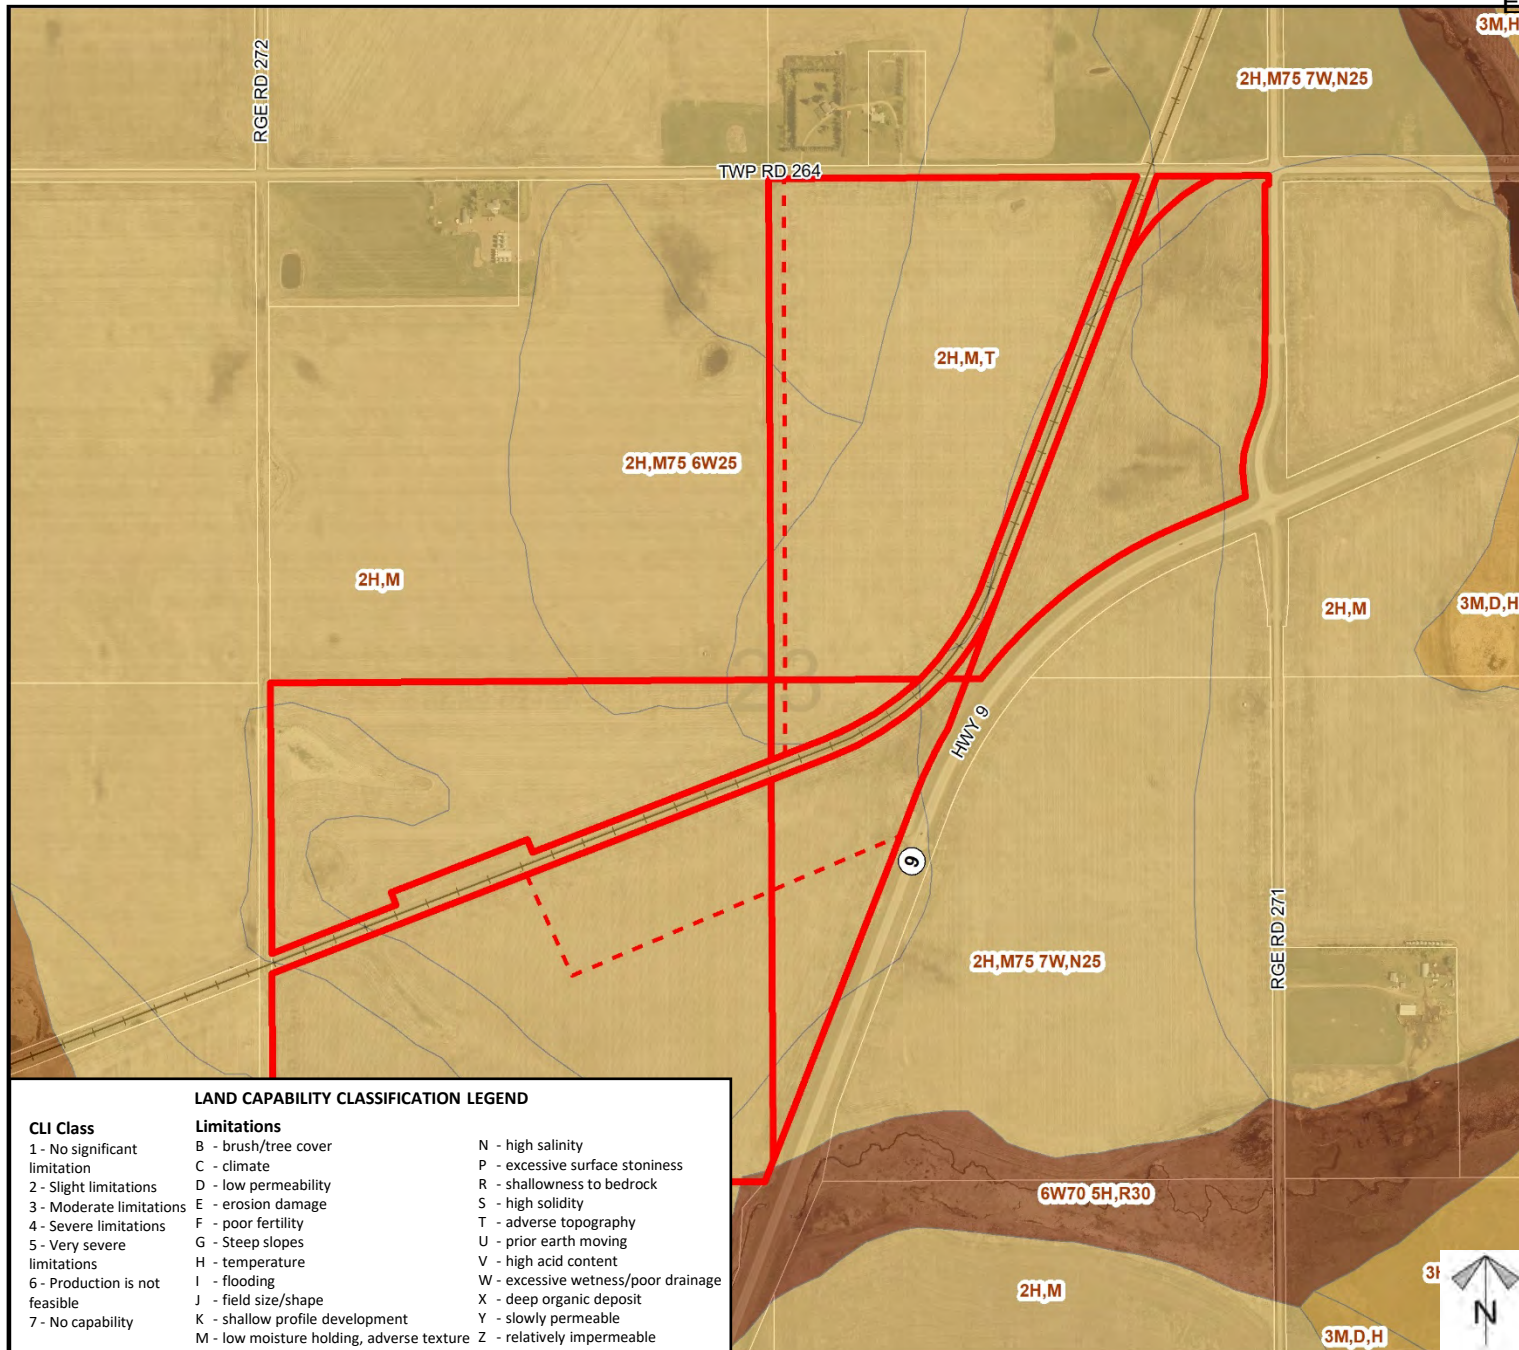 E
3M,H
RGE RD 272
2H,M75 7W,N25
TWP RD 264
2H,M,T
2H,M75 6W25
2H,M
2H,M
3M,D,H
23
HWY 9
9
RGE RD 271
2H,M75 7W,N25
6W70 5H,R30
2H,M
3H
3M,D,H
N
LAND CAPABILITY CLASSIFICATION LEGEND
CLI Class
1 - No significant
limitation
2 - Slight limitations
3 - Moderate limitations
4 - Severe limitations
5 - Very severe
limitations
6 - Production is not
feasible
7 - No capability
Limitations
B - brush/tree cover
C - climate
D - low permeability
E - erosion damage
F - poor fertility
G - Steep slopes
H - temperature
I - flooding
J - field size/shape
K - shallow profile development
M - low moisture holding, adverse texture
N - high salinity
P - excessive surface stoniness
R - shallowness to bedrock
S - high solidity
T - adverse topography
U - prior earth moving
V - high acid content
W - excessive wetness/poor drainage
X - deep organic deposit
Y - slowly permeable
Z - relatively impermeable